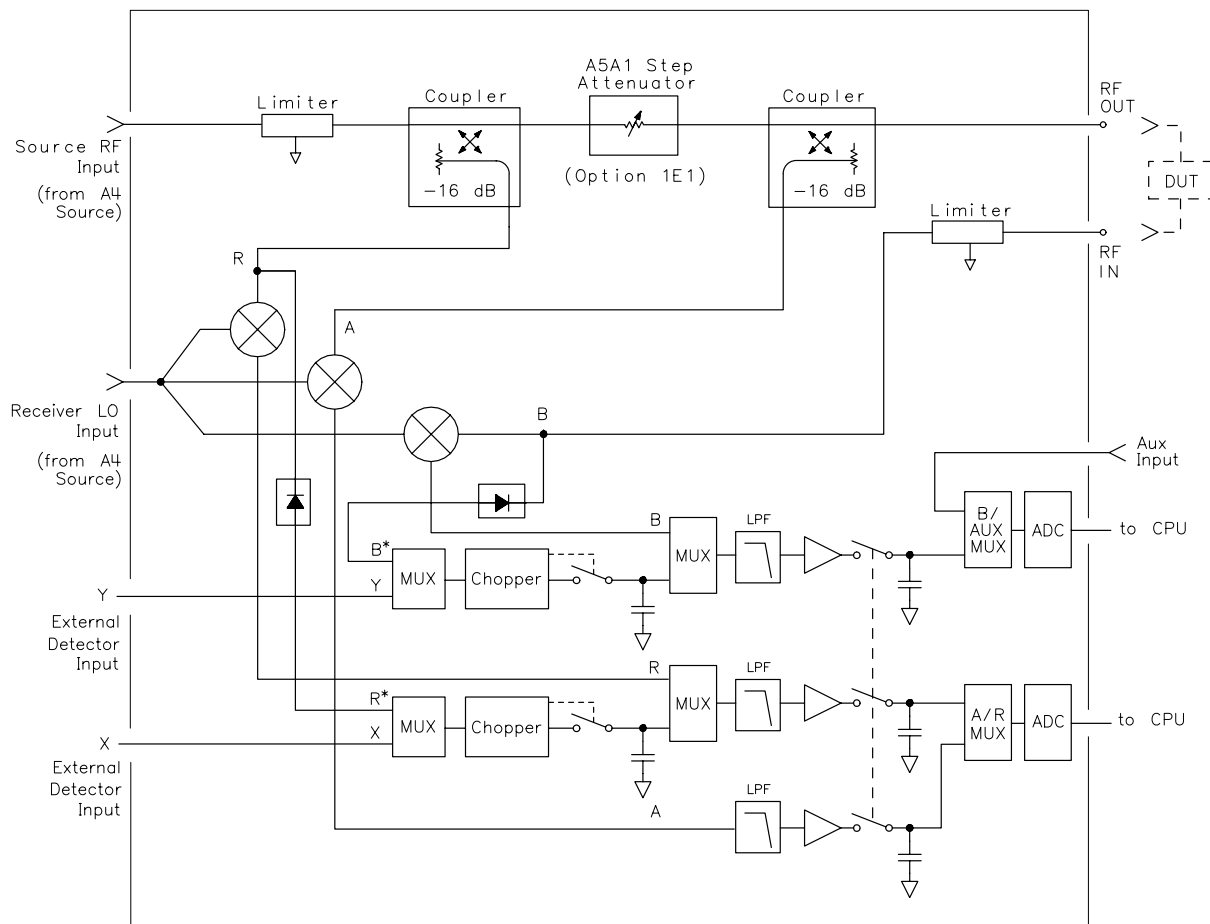 A5A1 Step
Attenuator
Limiter
Coupler
Coupler
RF
OUT
Source RF
Input
(from A4
Source)
-16 dB
(Option 1E1)
-16 dB
DUT
Limiter
RF
IN
R
A
Receiver LO
Input
(from A4
Source)
B
Aux
Input
B
LPF
B/
AUX
MUX
ADC
to CPU
B*
MUX
Chopper
MUX
Y
Y
External
Detector
Input
R
LPF
R*
MUX
Chopper
MUX
A/R
MUX
ADC
to CPU
X
X
External
Detector
Input
A
LPF